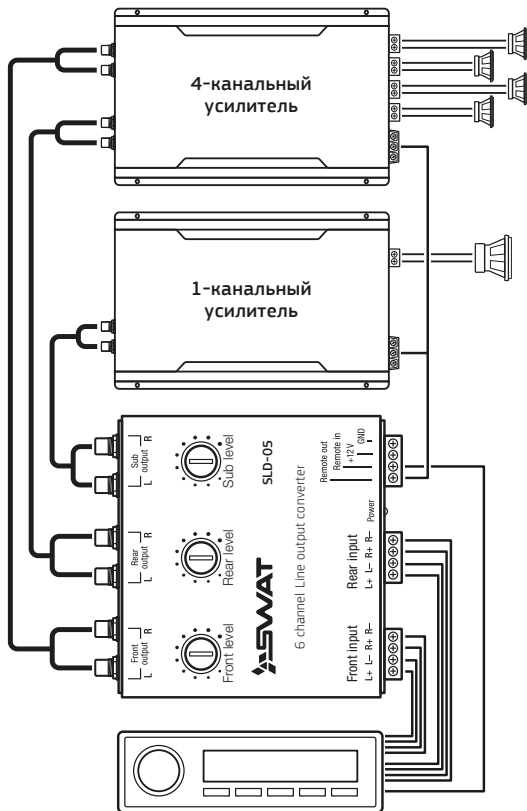 4-канальный
усилитель
1-канальный
усилитель
Sub
output
L
R
Rear
output
L
R
Front
output
L
R
Sub level
Rear level
Front level
SLD-05
SWAT
6 channel Line output converter
Remote out
Remote in
+12V
GND
Power
Rear input
L+ L– R+ R–
Front input
L+ L– R+ R–